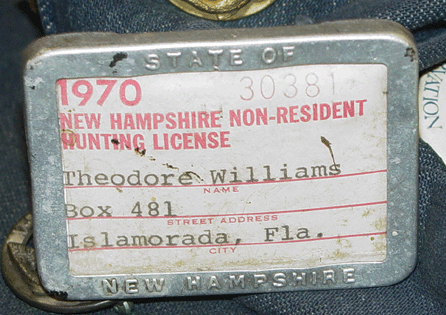 STATE OF
1970 30381
NEW HAMPSHIRE NON-RESIDENT
HUNTING LICENSE
Theodore Williams
NAME
Box 481
STREET ADDRESS
Islamorada, Fla.
CITY
NEW HAMPSHIRE